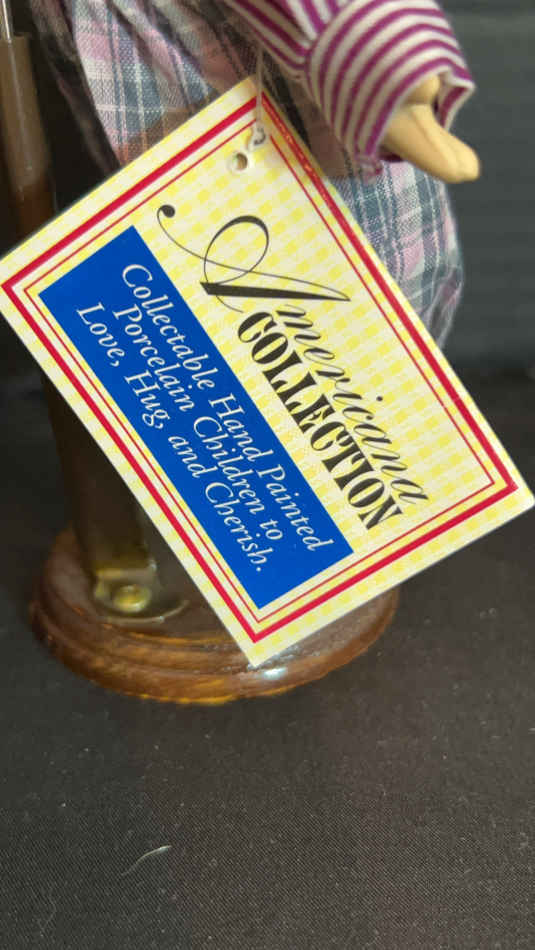 Americana
COLLECTION
Collectable Hand Painted
Porcelain Children to
Love, Hug, and Cherish.